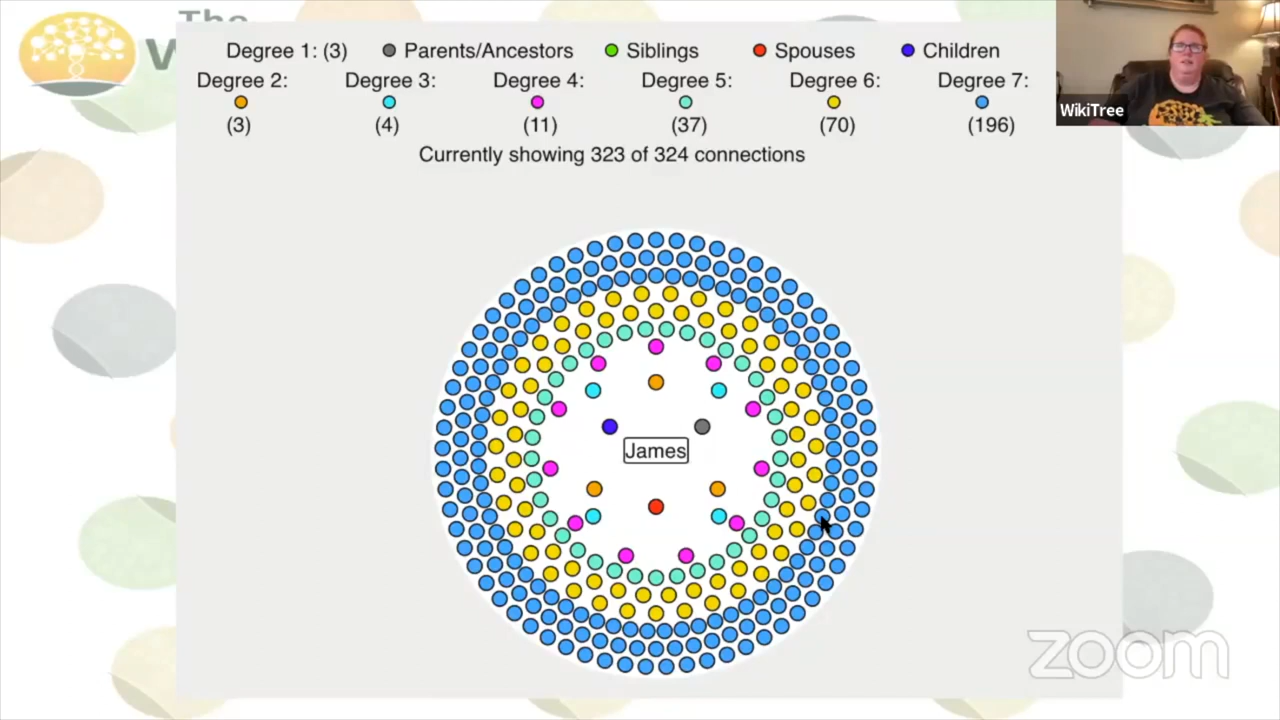 The
W
Degree 1: (3) Parents/Ancestors Siblings Spouses Children
Degree 2: Degree 3: Degree 4: Degree 5: Degree 6: Degree 7:
(3) (4) (11) (37) (70) (196)
Currently showing 323 of 324 connections
James
WikiTree
zoom